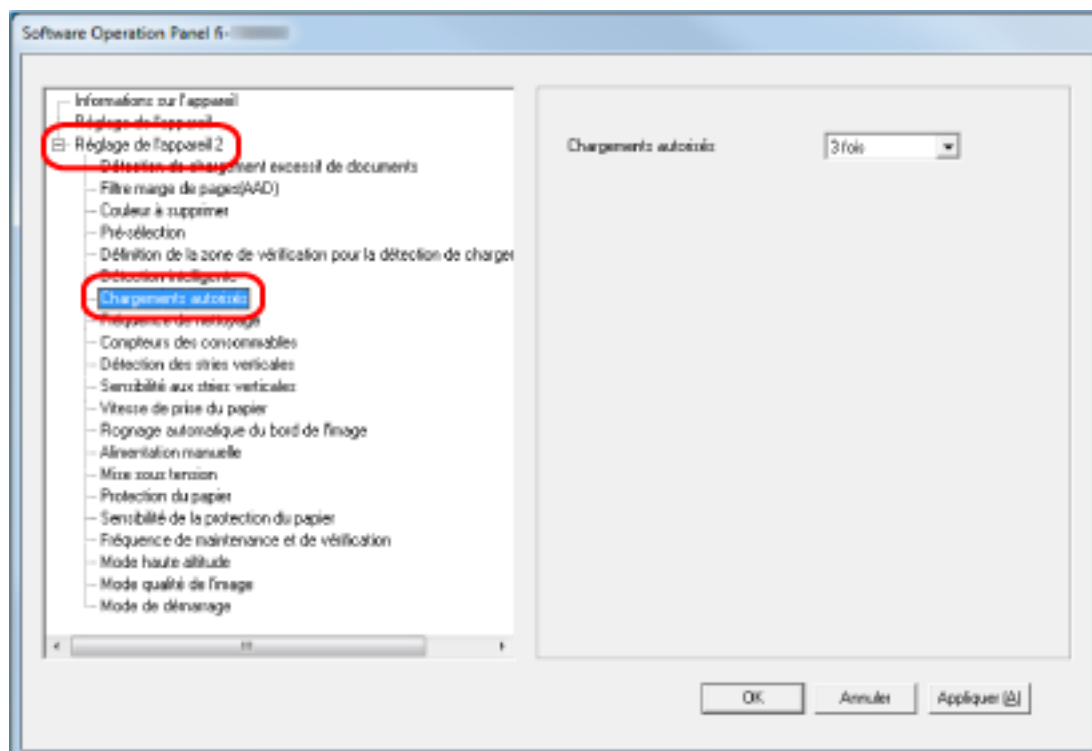 Software Operation Panel fi-
Informations sur l'appareil
Réglage de l'appareil
Réglage de l'appareil 2
Détection de chargement excessif de documents
Filtre marge de pages(AAD)
Couleur à supprimer
Pré-sélection
Définition de la zone de vérification pour la détection de charger
Détection intelligente
Chargements autorisés
Fréquence de nettoyage
Compteurs des consommables
Détection des stries verticales
Sensibilité aux stries verticales
Vitesse de prise du papier
Rognage automatique du bord de l'image
Alimentation manuelle
Mise sous tension
Protection du papier
Sensibilité de la protection du papier
Fréquence de maintenance et de vérification
Mode haute altitude
Mode qualité de l'image
Mode de démarrage
Chargements autorisés
3 fois
OK
Annuler
Appliquer (A)